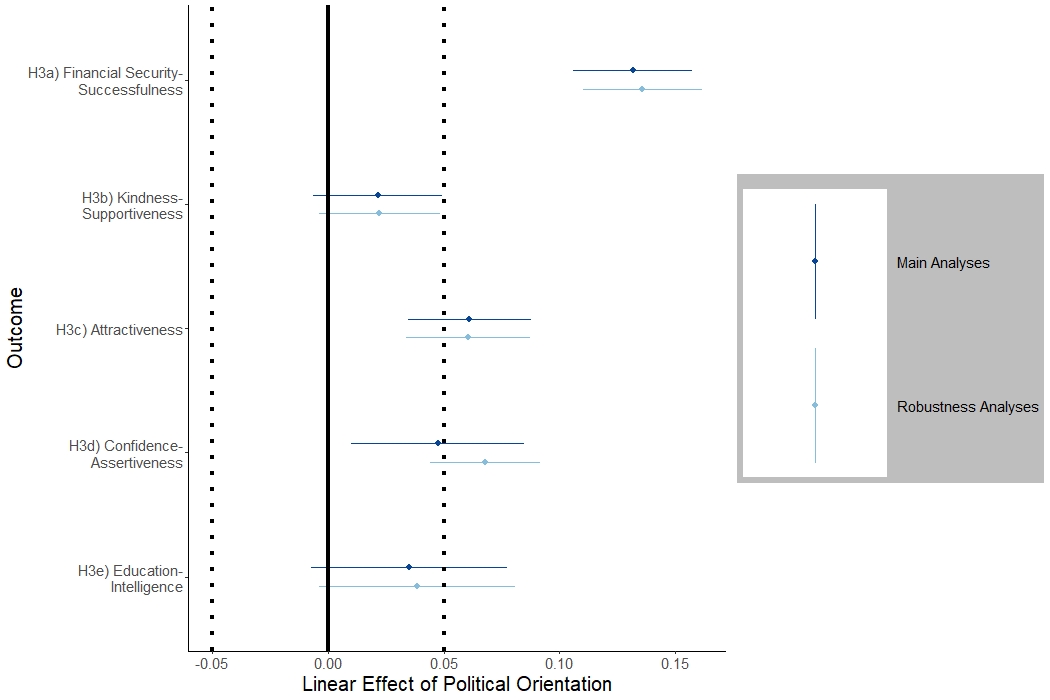 H3a) Financial Security-
Successfulness
H3b) Kindness-
Supportiveness
H3c) Attractiveness
H3d) Confidence-
Assertiveness
H3e) Education-
Intelligence
Outcome
-0.05 0.00 0.05 0.10 0.15
Linear Effect of Political Orientation
Main Analyses
Robustness Analyses